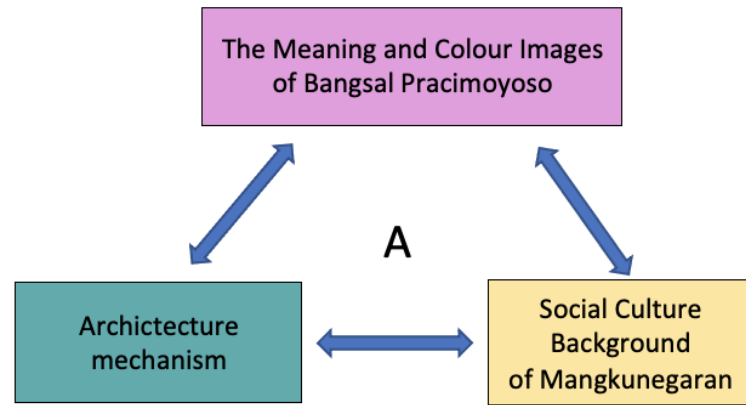 The Meaning and Colour Images
of Bangsal Pracimoyoso
A
Archictecture
mechanism
Social Culture
Background
of Mangkunegaran